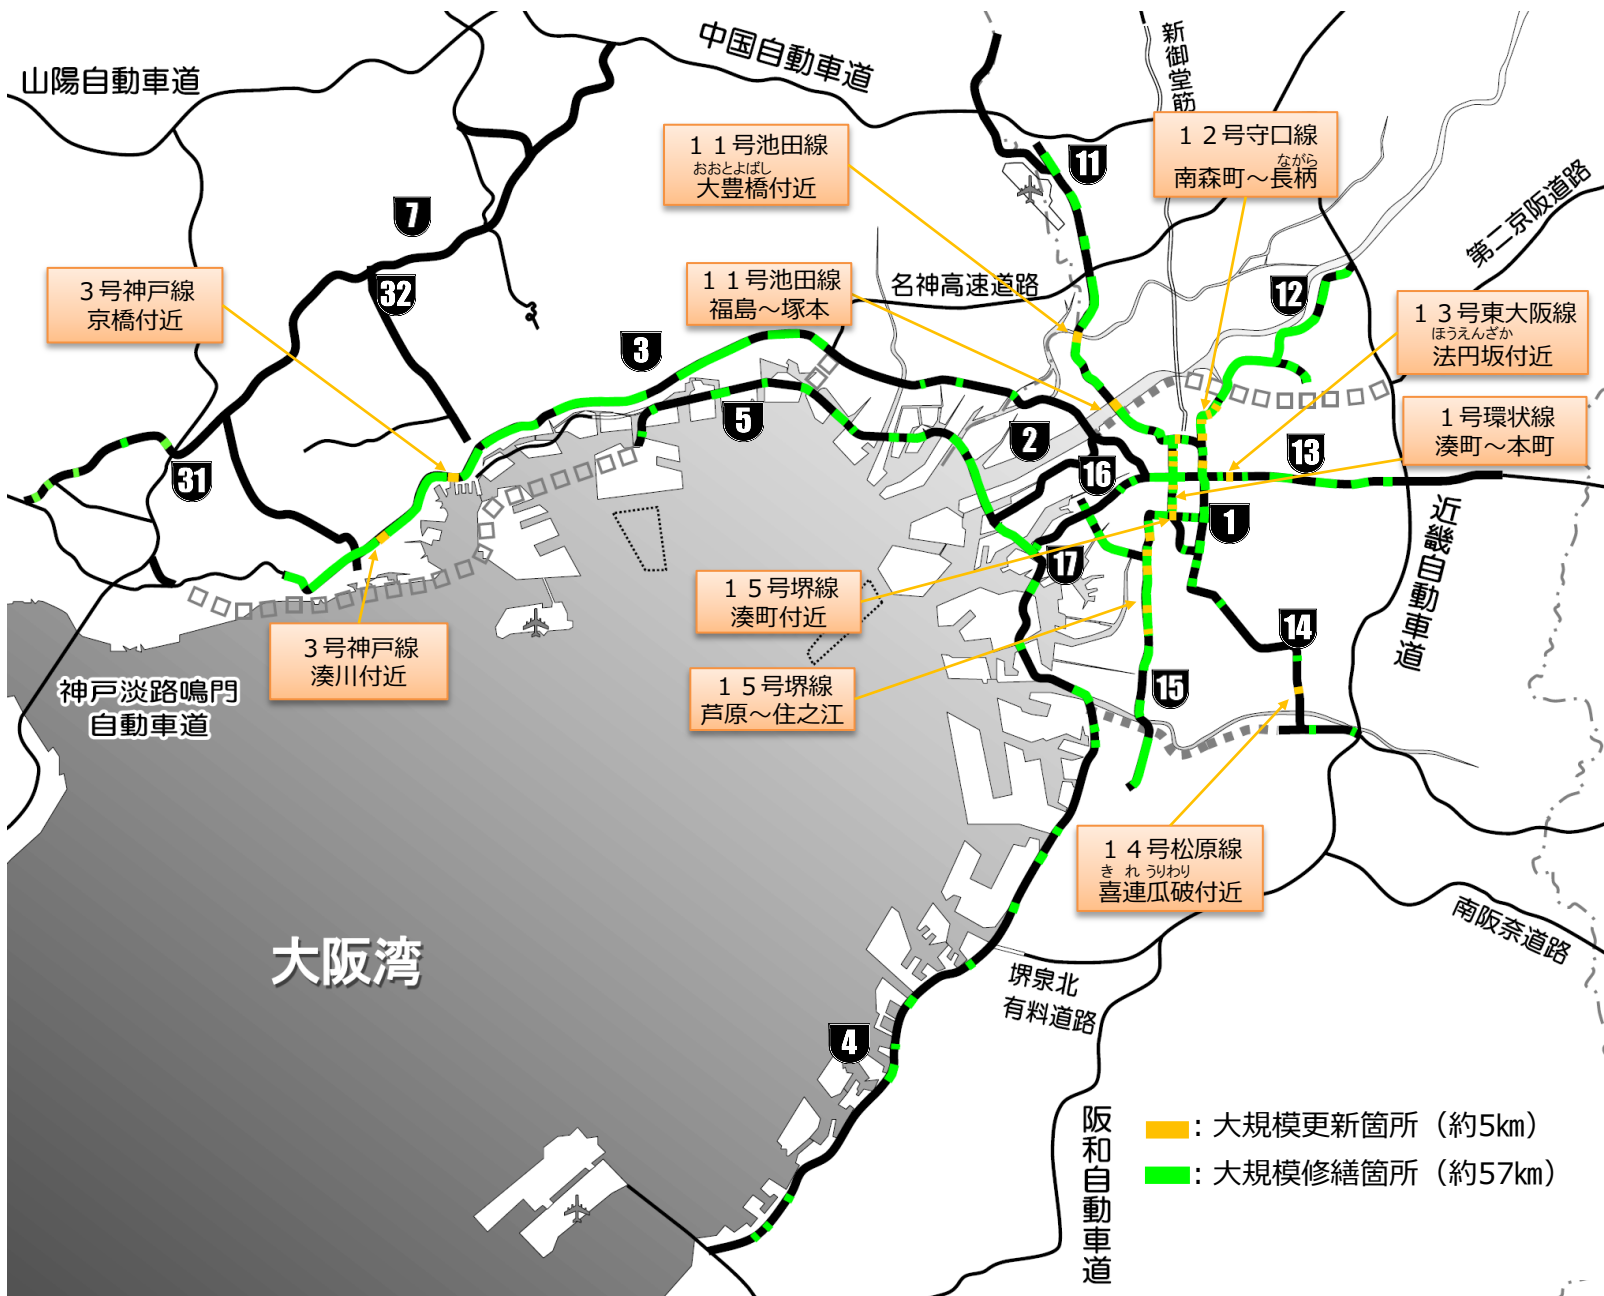 山陽自動車道
中国自動車道
新御堂筋
１１号池田線
おおとよばし
大豊橋付近
１２号守口線
ながら
南森町～長柄
第二京阪道路
11
7
32
12
名神高速道路
３号神戸線
京橋付近
１１号池田線
福島～塚本
１３号東大阪線
ほうえんざか
法円坂付近
3
5
2
１号環状線
湊町～本町
13
16
31
1
近畿自動車道
17
１５号堺線
湊町付近
14
３号神戸線
湊川付近
神戸淡路鳴門
自動車道
１５号堺線
芦原～住之江
15
１４号松原線
きれうりわり
喜連瓜破付近
南阪奈道路
大阪湾
堺泉北
有料道路
4
阪和自動車道
：大規模更新箇所（約5㎞）
：大規模修繕箇所（約57㎞）